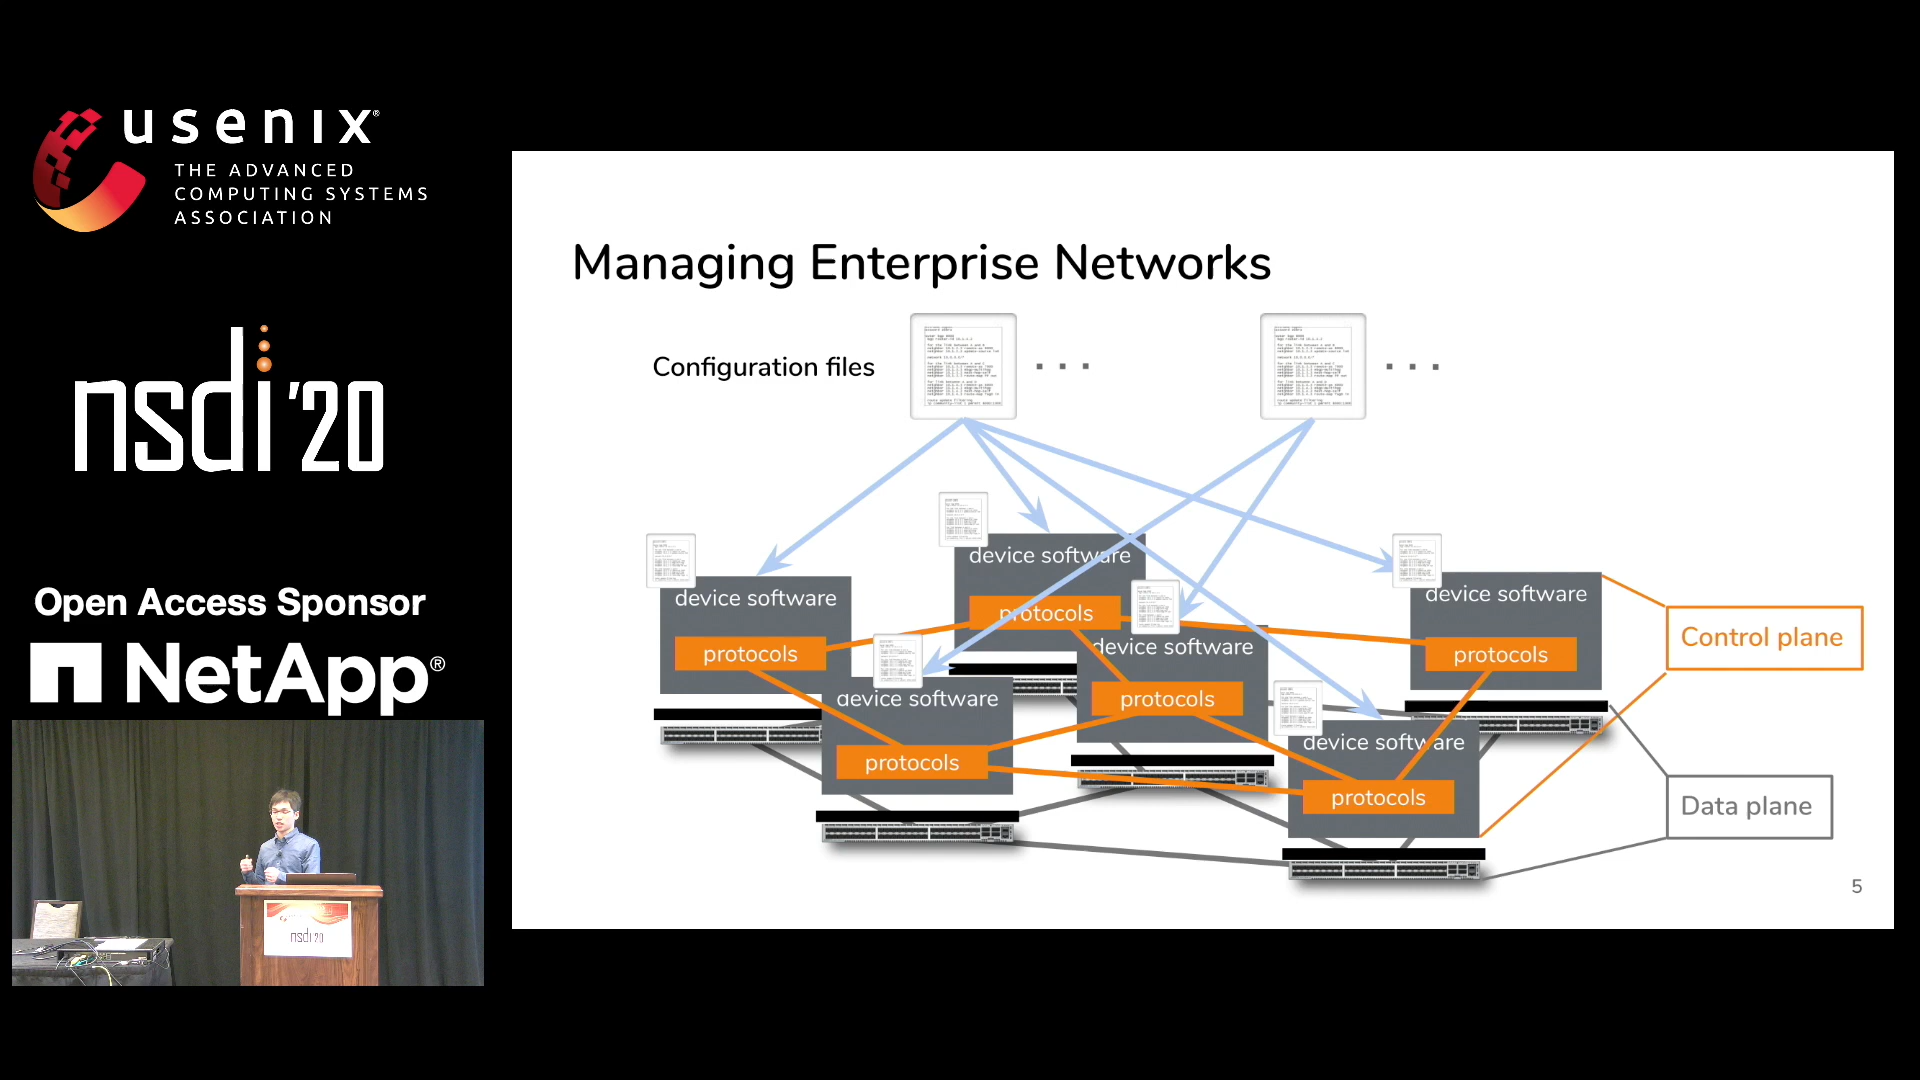 usenix®
THE ADVANCED
COMPUTING SYSTEMS
ASSOCIATION
nsdi '20
Open Access Sponsor
NetApp®
nsdi '20
Managing Enterprise Networks
Configuration files
device software
protocols
device software
protocols
device software
protocols
device software
protocols
device software
protocols
device software
protocols
Control plane
Data plane
5